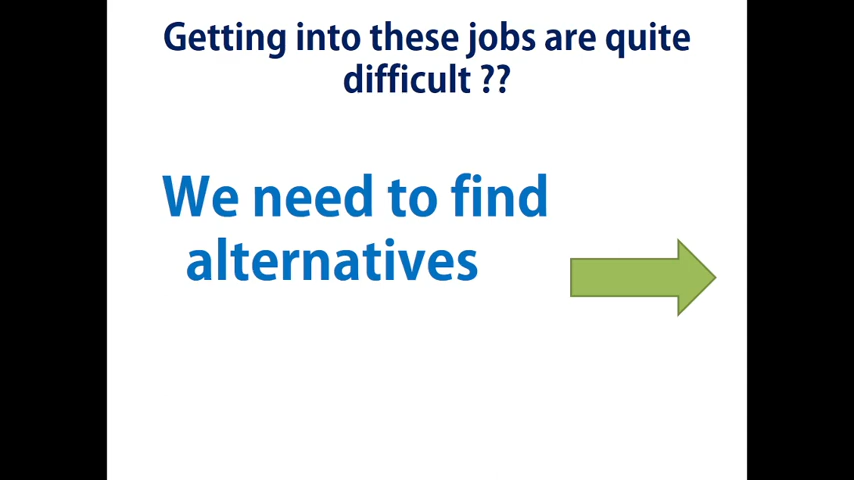 Getting into these jobs are quite
difficult ??
We need to find
alternatives